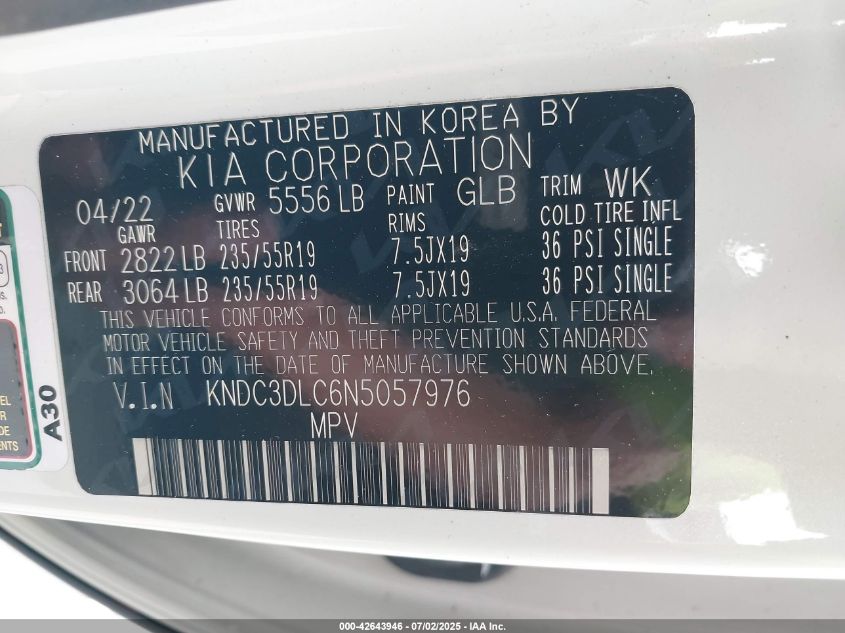 MANUFACTURED IN KOREA BY
KIA CORPORATION
04/22 GVWR 5556 LB PAINT GLB TRIM WK
GAWR TIRES RIMS COLD TIRE INFL
FRONT 2822 LB 235/55R19 7.5JX19 36 PSI SINGLE
REAR 3064 LB 235/55R19 7.5JX19 36 PSI SINGLE
THIS VEHICLE CONFORMS TO ALL APPLICABLE U.S.A. FEDERAL
MOTOR VEHICLE SAFETY AND THEFT PREVENTION STANDARDS
IN EFFECT ON THE DATE OF MANUFACTURE SHOWN ABOVE.
V.I.N KNDC3DLC6N5057976
MPV
A30
000-42643946 - 07/02/2025 - IAA Inc.